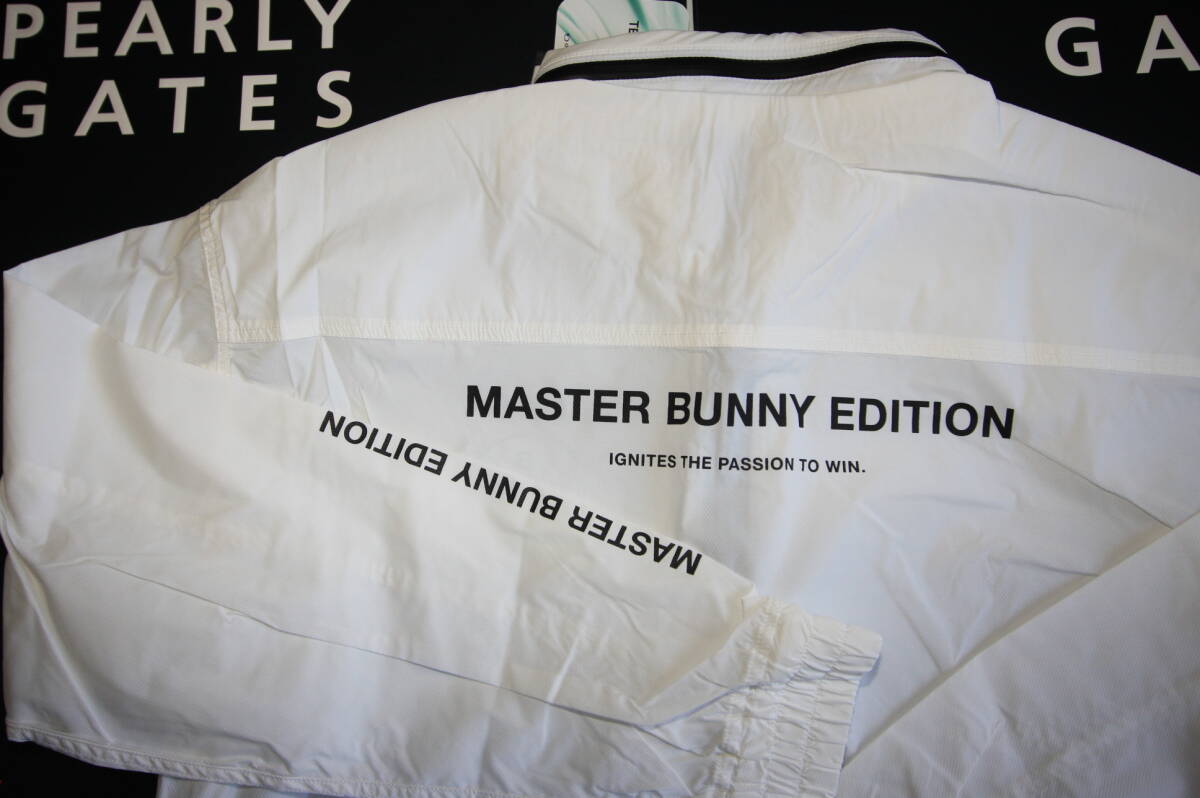 PEARLY
GATES
GA
MASTER BUNNY EDITION
IGNITES THE PASSION TO WIN.
MASTER BUNNY EDITION